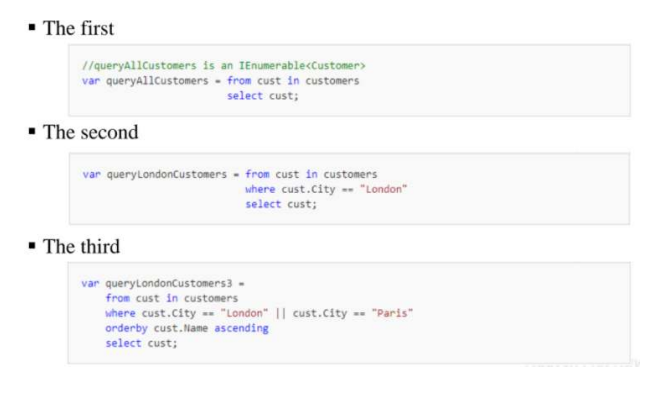 ▪ The first
//queryAllCustomers is an IEnumerable<Customer>
var queryAllCustomers = from cust in customers
select cust;
▪ The second
var queryLondonCustomers = from cust in customers
where cust.City == "London"
select cust;
▪ The third
var queryLondonCustomers3 =
from cust in customers
where cust.City == "London" || cust.City == "Paris"
orderby cust.Name ascending
select cust;